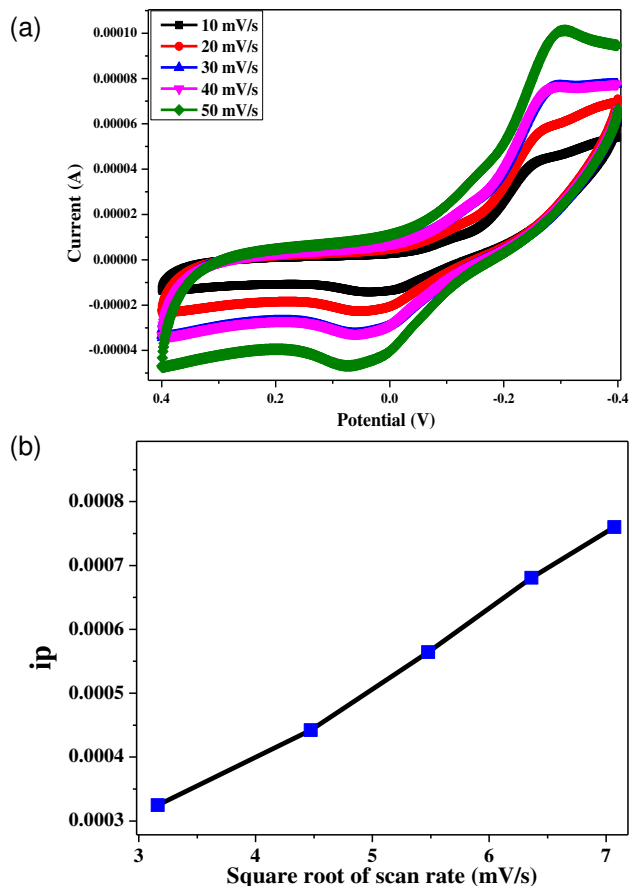 (a)
10 mV/s
20 mV/s
30 mV/s
40 mV/s
50 mV/s
0.00010
0.00008
0.00006
0.00004
0.00002
0.00000
-0.00002
-0.00004
Current (A)
0.4
0.2
0.0
-0.2
-0.4
Potential (V)
(b)
0.0008
0.0007
0.0006
0.0005
0.0004
0.0003
ip
3
4
5
6
7
Square root of scan rate (mV/s)